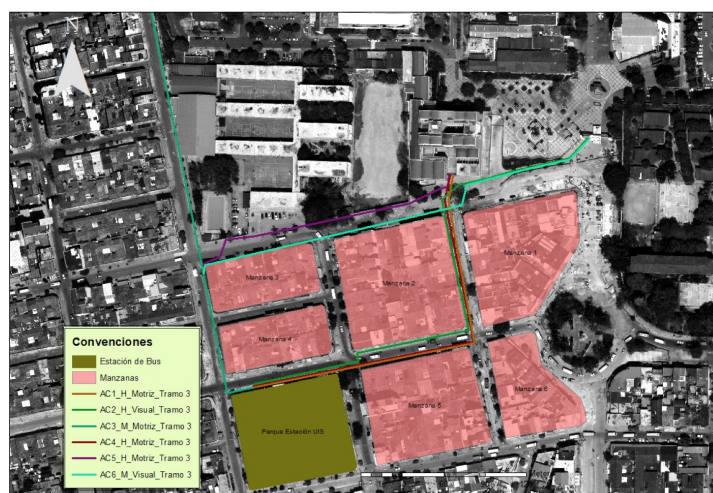 N
Manzana 1
Manzana 2
Manzana 3
Manzana 4
Manzana 5
Manzana 6
Parque Estación UIS
Convenciones
Estación de Bus
Manzanas
AC1_H_Motriz_Tramo 3
AC2_H_Visual_Tramo 3
AC3_M_Motriz_Tramo 3
AC4_H_Motriz_Tramo 3
AC5_H_Motriz_Tramo 3
AC6_M_Visual_Tramo 3